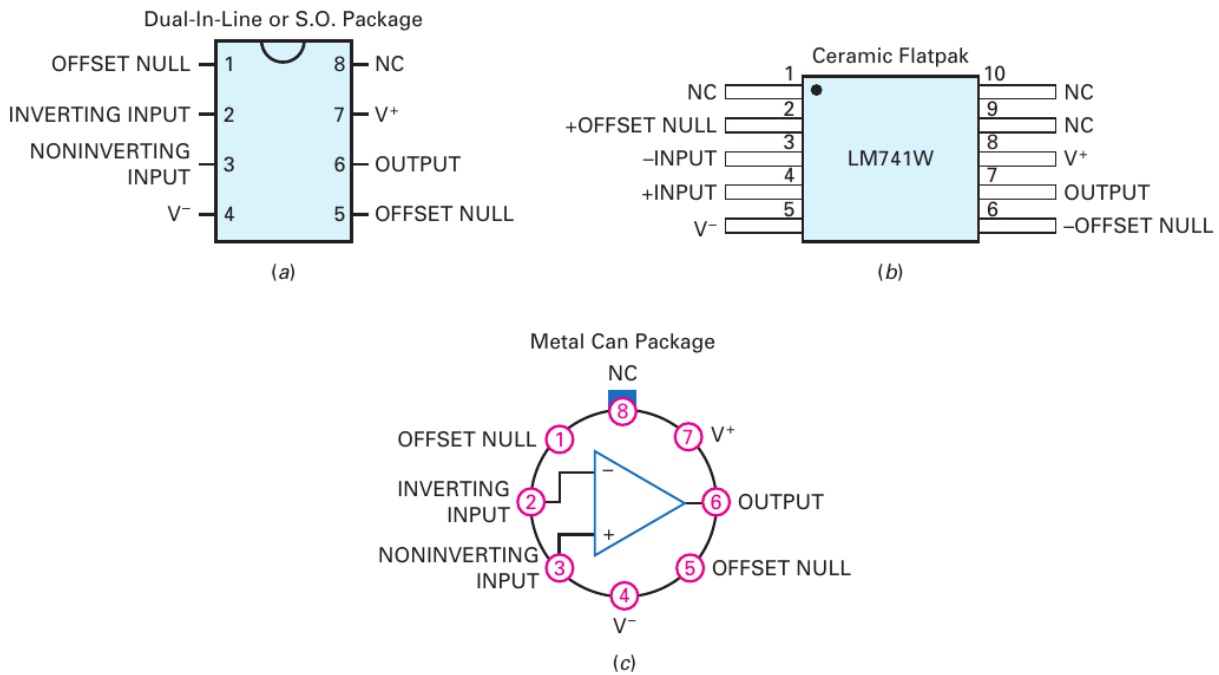 Dual-In-Line or S.O. Package
OFFSET NULL 1 8 NC
INVERTING INPUT 2 7 V⁺
NONINVERTING
INPUT 3 6 OUTPUT
V⁻ 4 5 OFFSET NULL
(a)
Ceramic Flatpak
NC 1 10 NC
+OFFSET NULL 2 9 NC
–INPUT 3 LM741W 8 V⁺
+INPUT 4 7 OUTPUT
V⁻ 5 6 –OFFSET NULL
(b)
Metal Can Package
NC
8
OFFSET NULL 1 7 V⁺
–
INVERTING
INPUT 2 6 OUTPUT
+
NONINVERTING
INPUT 3 5 OFFSET NULL
4
V⁻
(c)